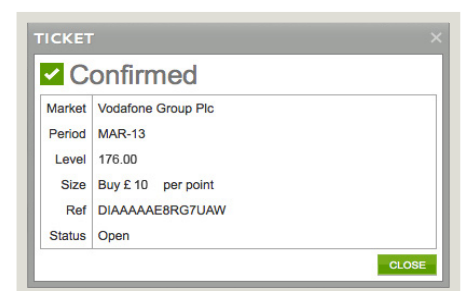 TICKET
Confirmed
Market Vodafone Group Plc
Period MAR-13
Level 176.00
Size Buy £ 10 per point
Ref DIAAAAAE8RG7UAW
Status Open
CLOSE